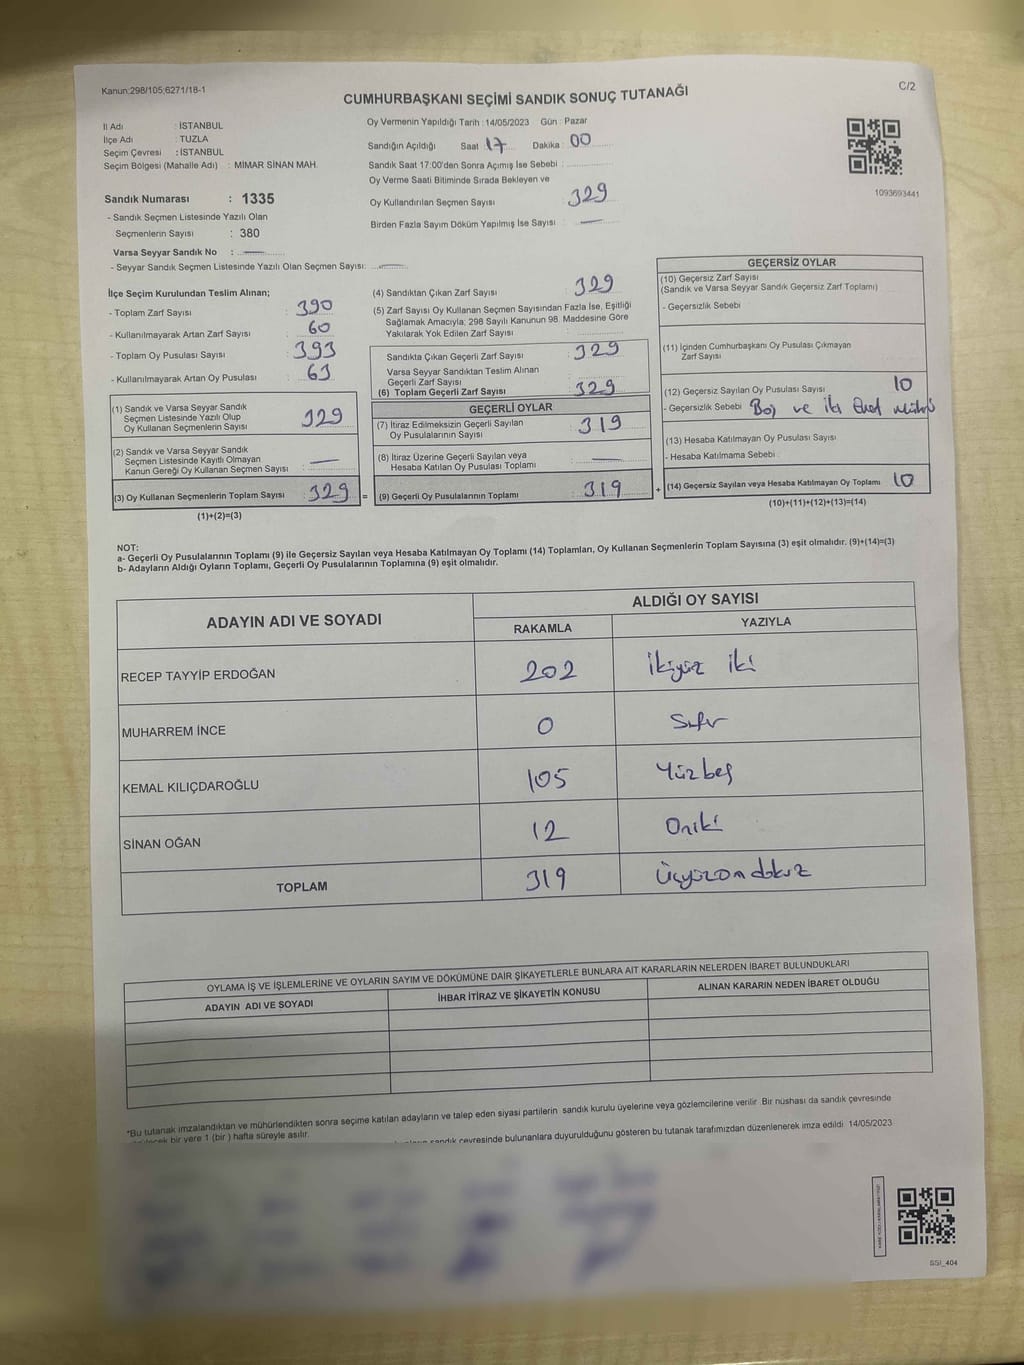 Kanun:298/105;6271/18-1
C/2
CUMHURBAŞKANI SEÇİMİ SANDIK SONUÇ TUTANAĞI
İl Adı : İSTANBUL
İlçe Adı : TUZLA
Seçim Çevresi : İSTANBUL
Seçim Bölgesi (Mahalle Adı) : MIMAR SİNAN MAH.
Oy Vermenin Yapıldığı Tarih :14/05/2023 Gün : Pazar
Sandığın Açıldığı Saat 17 Dakika : 00
Sandık Saat 17:00'den Sonra Açımış İse Sebebi :
Oy Verme Saati Bitiminde Sırada Bekleyen ve
Oy Kullandırılan Seçmen Sayısı : 329
Birden Fazla Sayım Döküm Yapılmış İse Sayısı : —
1093693441
Sandık Numarası : 1335
- Sandık Seçmen Listesinde Yazılı Olan
Seçmenlerin Sayısı : 380
Varsa Seyyar Sandık No : —
- Seyyar Sandık Seçmen Listesinde Yazılı Olan Seçmen Sayısı: —
İlçe Seçim Kurulundan Teslim Alınan;
- Toplam Zarf Sayısı : 390
- Kullanılmayarak Artan Zarf Sayısı : 60
- Toplam Oy Pusulası Sayısı : 393
- Kullanılmayarak Artan Oy Pusulası : 63
(1) Sandık ve Varsa Seyyar Sandık
Seçmen Listesinde Yazılı Olup
Oy Kullanan Seçmenlerin Sayısı : 329
(2) Sandık ve Varsa Seyyar Sandık
Seçmen Listesinde Kayıtlı Olmayan
Kanun Gereği Oy Kullanan Seçmen Sayısı : —
(3) Oy Kullanan Seçmenlerin Toplam Sayısı : 329 =
(1)+(2)=(3)
(4) Sandıktan Çıkan Zarf Sayısı : 329
(5) Zarf Sayısı Oy Kullanan Seçmen Sayısından Fazla İse, Eşitliği
Sağlamak Amacıyla; 298 Sayılı Kanunun 98. Maddesine Göre
Yakılarak Yok Edilen Zarf Sayısı :
Sandıkta Çıkan Geçerli Zarf Sayısı : 329
Varsa Seyyar Sandıktan Teslim Alınan
Geçerli Zarf Sayısı :
(6) Toplam Geçerli Zarf Sayısı : 329
GEÇERLİ OYLAR
(7) İtiraz Edilmeksizin Geçerli Sayılan
Oy Pusulalarının Sayısı : 319
(8) İtiraz Üzerine Geçerli Sayılan veya
Hesaba Katılan Oy Pusulası Toplamı : —
(9) Geçerli Oy Pusulalarının Toplamı : 319 +
GEÇERSİZ OYLAR
(10) Geçersiz Zarf Sayısı
(Sandık ve Varsa Seyyar Sandık Geçersiz Zarf Toplamı)
- Geçersizlik Sebebi
(11) İçinden Cumhurbaşkanı Oy Pusulası Çıkmayan
Zarf Sayısı
(12) Geçersiz Sayılan Oy Pusulası Sayısı 10
- Geçersizlik Sebebi Boş ve iki
(13) Hesaba Katılmayan Oy Pusulası Sayısı
- Hesaba Katılmama Sebebi
(14) Geçersiz Sayılan veya Hesaba Katılmayan Oy Toplamı 10
(10)+(11)+(12)+(13)=(14)
NOT:
a- Geçerli Oy Pusulalarının Toplamı (9) ile Geçersiz Sayılan veya Hesaba Katılmayan Oy Toplamı (14) Toplamları, Oy Kullanan Seçmenlerin Toplam Sayısına (3) eşit olmalıdır. (9)+(14)=(3)
b- Adayların Aldığı Oyların Toplamı, Geçerli Oy Pusulalarının Toplamına (9) eşit olmalıdır.
ADAYIN ADI VE SOYADI ALDIĞI OY SAYISI
RAKAMLA YAZIYLA
RECEP TAYYİP ERDOĞAN 202 İkiyüz iki
MUHARREM İNCE 0 Sıfır
KEMAL KILIÇDAROĞLU 105 Yüzbeş
SİNAN OĞAN 12 Oniki
TOPLAM 319 üçyüzondokuz
OYLAMA İŞ VE İŞLEMLERİNE VE OYLARIN SAYIM VE DÖKÜMÜNE DAİR ŞİKAYETLERLE BUNLARA AİT KARARLARIN NELERDEN İBARET BULUNDUKLARI
ADAYIN ADI VE SOYADI İHBAR İTİRAZ VE ŞİKAYETİN KONUSU ALINAN KARARIN NEDEN İBARET OLDUĞU
*Bu tutanak imzalandıktan ve mühürlendikten sonra seçime katılan adayların ve talep eden siyasi partilerin sandık kurulu üyelerine veya gözlemcilerine verilir. Bir nüshası da sandık çevresinde
bir yere 1 (bir ) hafta süreyle asılır.
sandık çevresinde bulunanlara duyurulduğunu gösteren bu tutanak tarafımızdan düzenlenerek imza edildi 14/05/2023
SSI_404